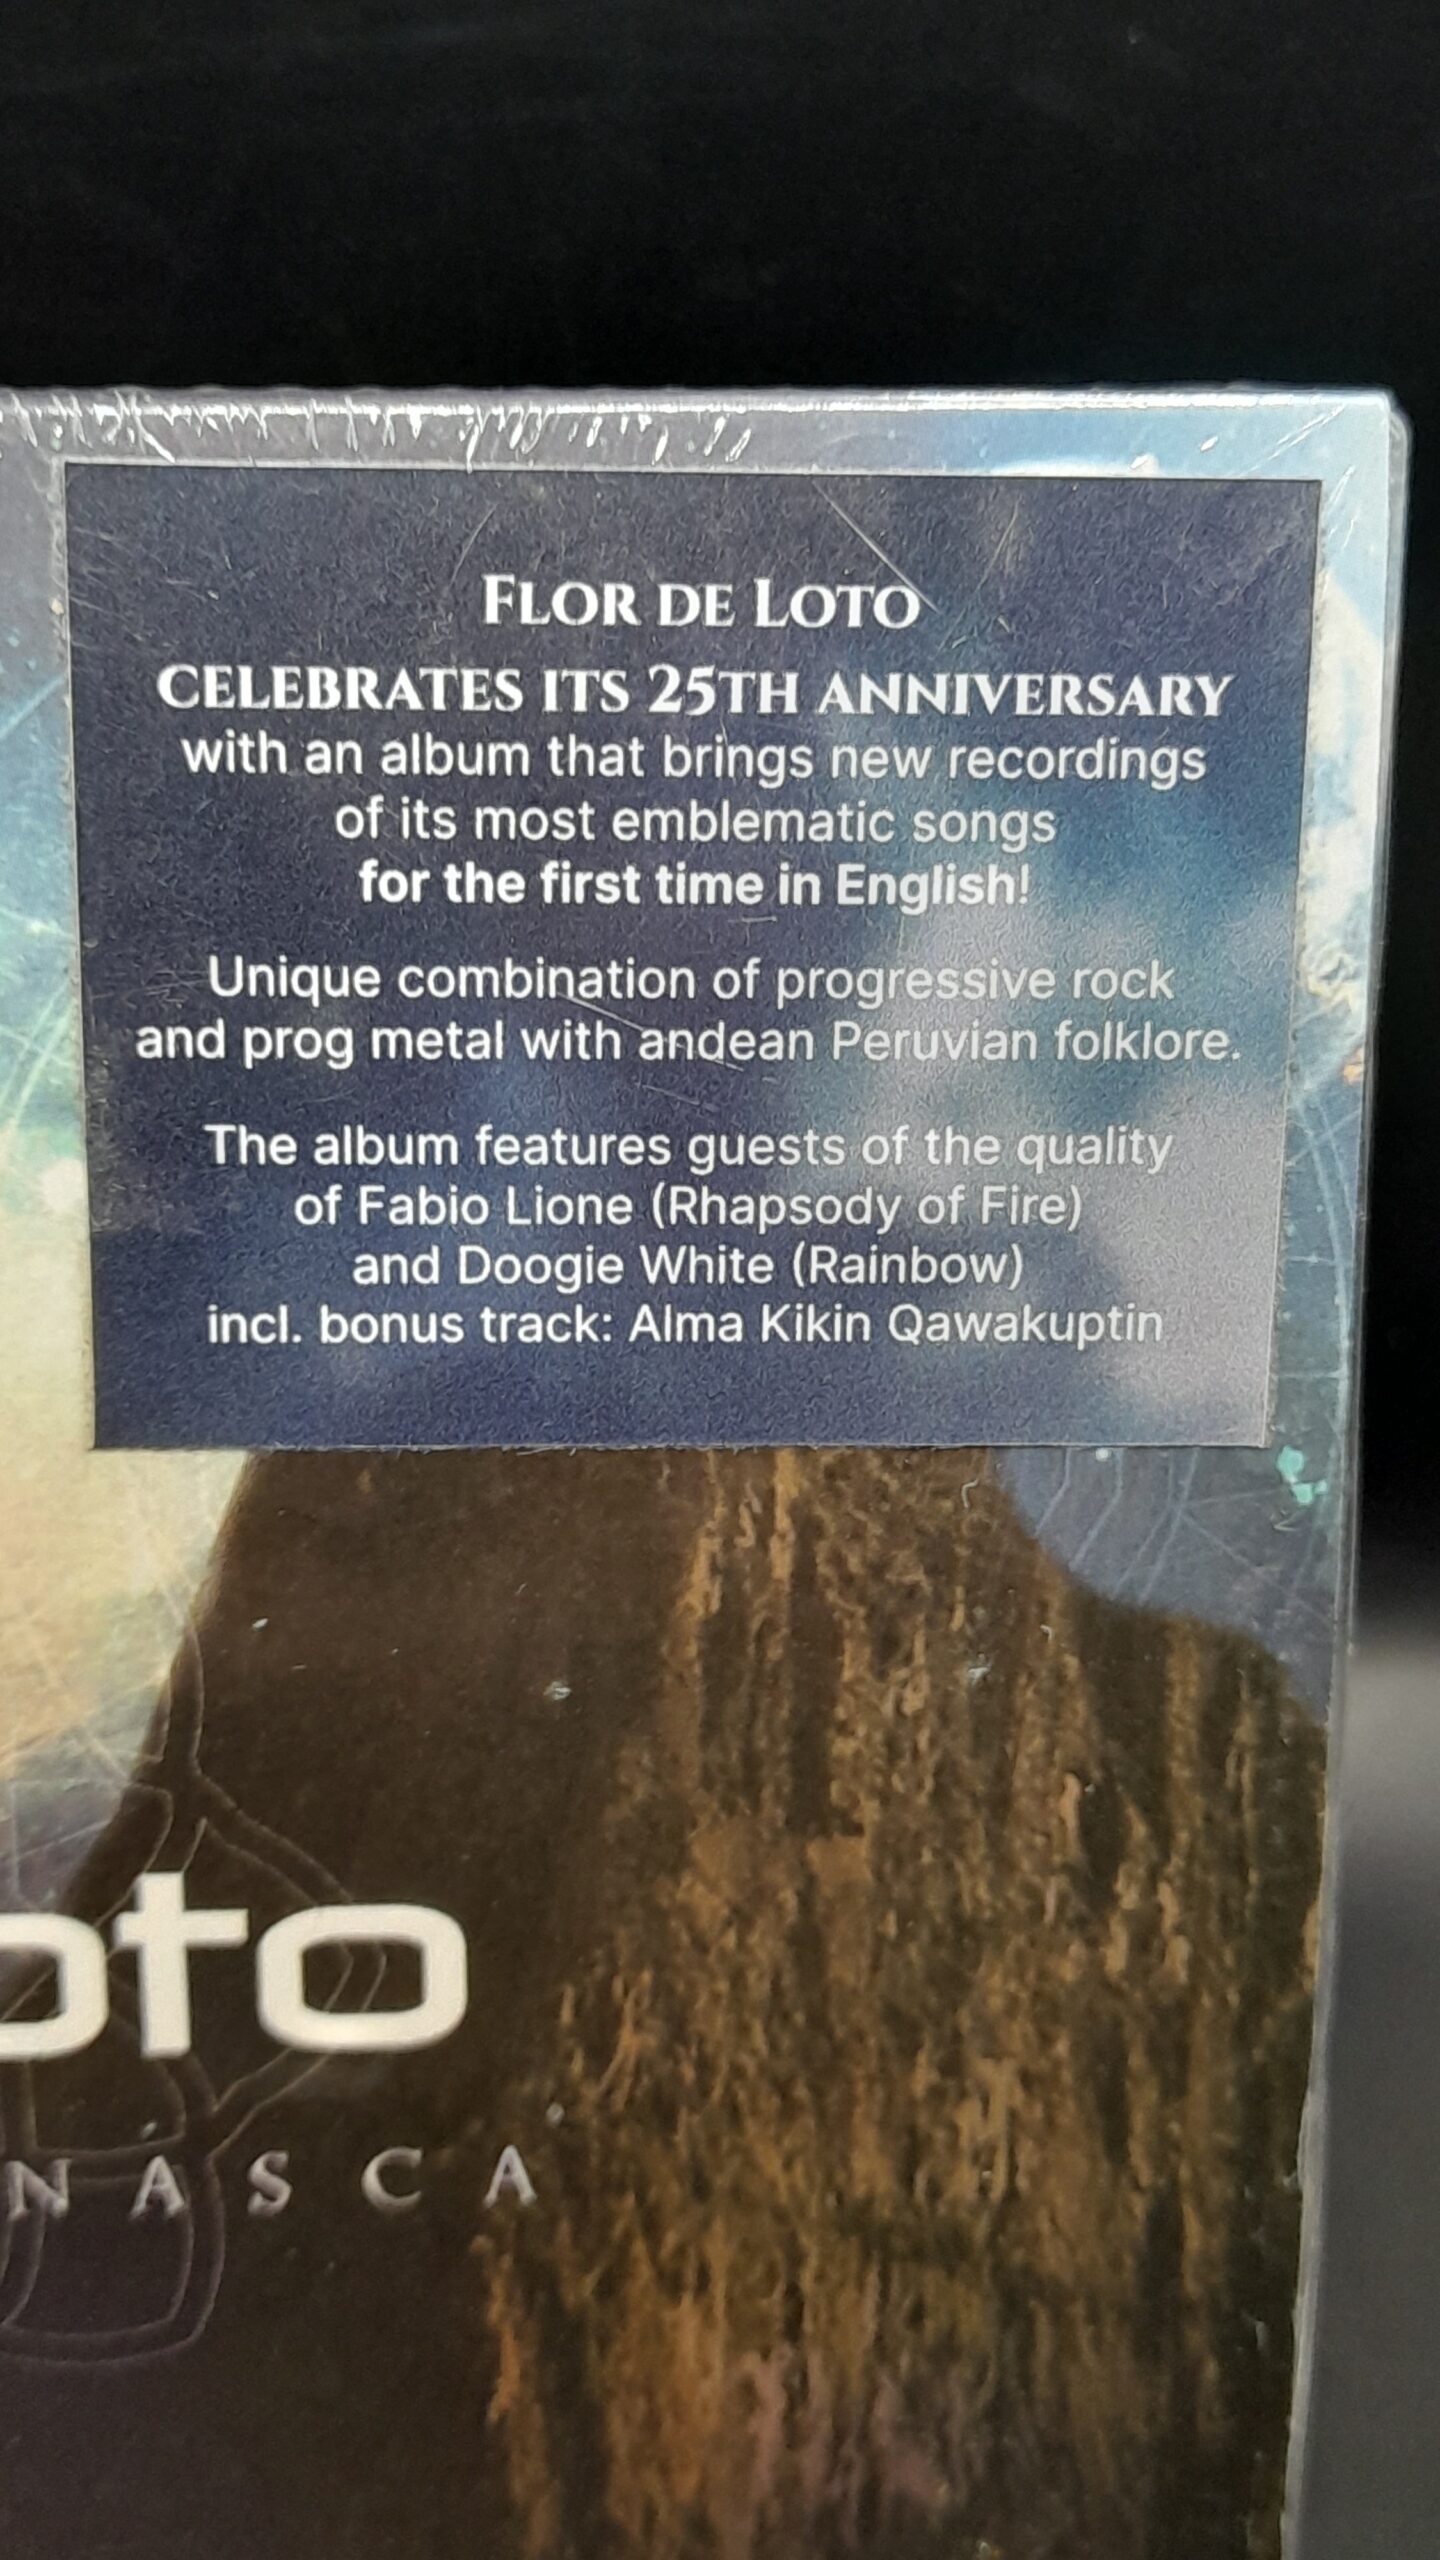 FLOR DE LOTO
CELEBRATES ITS 25TH ANNIVERSARY
with an album that brings new recordings
of its most emblematic songs
for the first time in English!
Unique combination of progressive rock
and prog metal with andean Peruvian folklore.
The album features guests of the quality
of Fabio Lione (Rhapsody of Fire)
and Doogie White (Rainbow)
incl. bonus track: Alma Kikin Qawakuptin
oto
NASCA